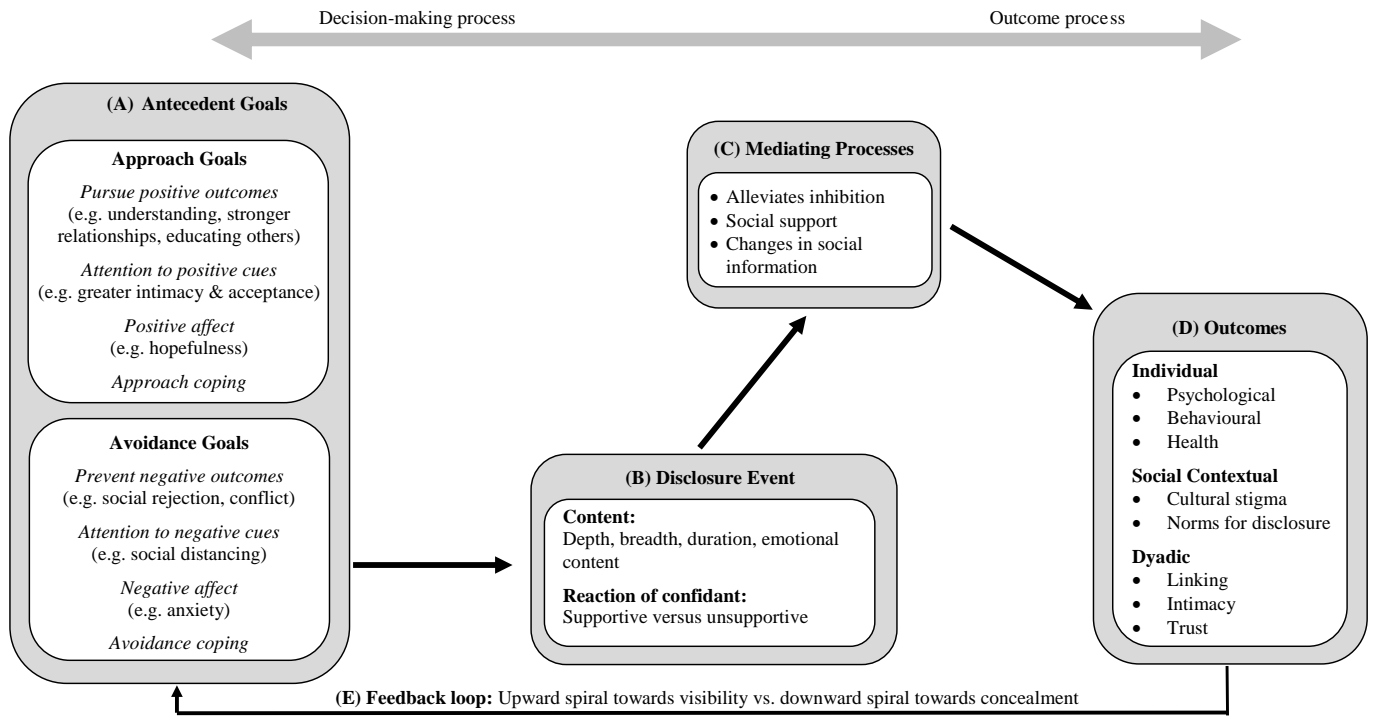 Decision-making process
Outcome process
(A) Antecedent Goals
Approach Goals
Pursue positive outcomes
(e.g. understanding, stronger
relationships, educating others)
Attention to positive cues
(e.g. greater intimacy & acceptance)
Positive affect
(e.g. hopefulness)
Approach coping
Avoidance Goals
Prevent negative outcomes
(e.g. social rejection, conflict)
Attention to negative cues
(e.g. social distancing)
Negative affect
(e.g. anxiety)
Avoidance coping
(B) Disclosure Event
Content:
Depth, breadth, duration, emotional
content
Reaction of confidant:
Supportive versus unsupportive
(C) Mediating Processes
• Alleviates inhibition
• Social support
• Changes in social
information
(D) Outcomes
Individual
• Psychological
• Behavioural
• Health
Social Contextual
• Cultural stigma
• Norms for disclosure
Dyadic
• Linking
• Intimacy
• Trust
(E) Feedback loop: Upward spiral towards visibility vs. downward spiral towards concealment